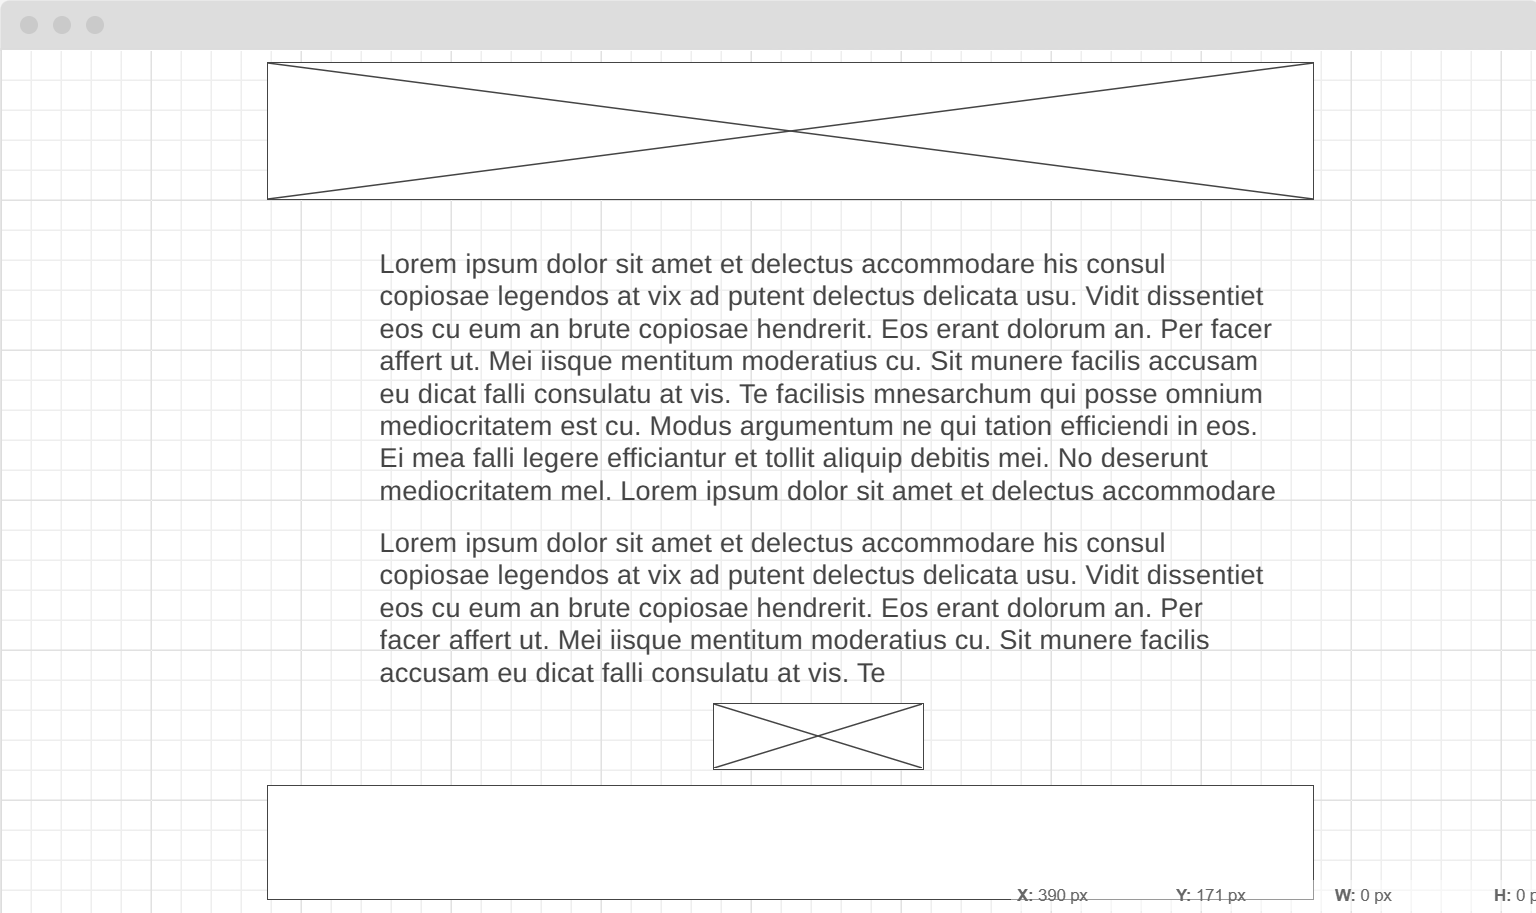 Lorem ipsum dolor sit amet et delectus accommodare his consul
copiosae legendos at vix ad putent delectus delicata usu. Vidit dissentiet
eos cu eum an brute copiosae hendrerit. Eos erant dolorum an. Per facer
affert ut. Mei iisque mentitum moderatius cu. Sit munere facilis accusam
eu dicat falli consulatu at vis. Te facilisis mnesarchum qui posse omnium
mediocritatem est cu. Modus argumentum ne qui tation efficiendi in eos.
Ei mea falli legere efficiantur et tollit aliquip debitis mei. No deserunt
mediocritatem mel. Lorem ipsum dolor sit amet et delectus accommodare
Lorem ipsum dolor sit amet et delectus accommodare his consul
copiosae legendos at vix ad putent delectus delicata usu. Vidit dissentiet
eos cu eum an brute copiosae hendrerit. Eos erant dolorum an. Per
facer affert ut. Mei iisque mentitum moderatius cu. Sit munere facilis
accusam eu dicat falli consulatu at vis. Te
X: 390 px Y: 171 px W: 0 px H: 0 p